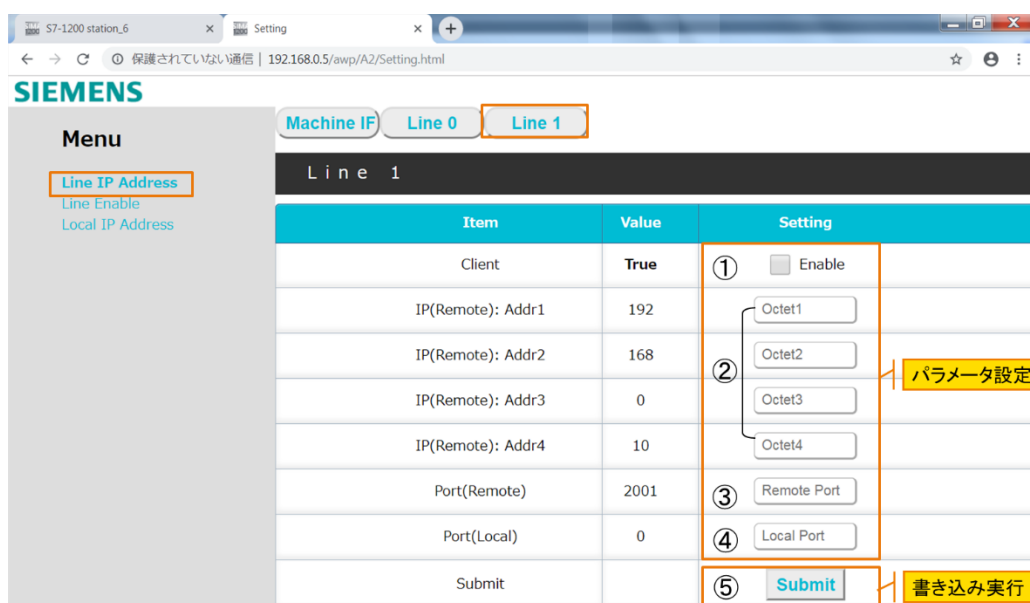 S7-1200 station_6 Setting
保護されていない通信 | 192.168.0.5/awp/A2/Setting.html
SIEMENS
Menu
Line IP Address
Line Enable
Local IP Address
Machine IF Line 0 Line 1
Line 1
Item Value Setting
Client True ① Enable
IP(Remote): Addr1 192 Octet1
IP(Remote): Addr2 168 ② Octet2
パラメータ設定
IP(Remote): Addr3 0 Octet3
IP(Remote): Addr4 10 Octet4
Port(Remote) 2001 ③ Remote Port
Port(Local) 0 ④ Local Port
Submit ⑤ Submit 書き込み実行